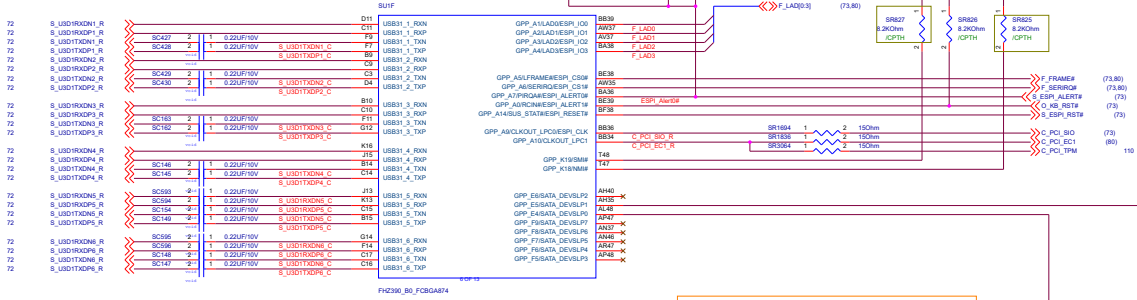 SU1F
72 S_U3D1RXDN1_R D11 USB31_1_RXN
72 S_U3D1RXDP1_R C11 USB31_1_RXP
72 S_U3D1TXDN1_R SC427 2 1 0.22UF/10V S_U3D1TXDN1_C F9 USB31_1_TXN
72 S_U3D1TXDP1_R SC428 2 1 0.22UF/10V S_U3D1TXDP1_C F7 USB31_1_TXP
72 S_U3D1RXDN2_R B9 USB31_2_RXN
72 S_U3D1RXDP2_R C9 USB31_2_RXP
72 S_U3D1TXDN2_R SC429 2 1 0.22UF/10V S_U3D1TXDN2_C C3 USB31_2_TXN
72 S_U3D1TXDP2_R SC430 2 1 0.22UF/10V S_U3D1TXDP2_C D4 USB31_2_TXP
72 S_U3D1RXDN3_R B10 USB31_3_RXN
72 S_U3D1RXDP3_R C10 USB31_3_RXP
72 S_U3D1TXDN3_R SC163 2 1 0.22UF/10V S_U3D1TXDN3_C F11 USB31_3_TXN
72 S_U3D1TXDP3_R SC162 2 1 0.22UF/10V S_U3D1TXDP3_C G12 USB31_3_TXP
72 S_U3D1RXDN4_R K16 USB31_4_RXN
72 S_U3D1RXDP4_R J15 USB31_4_RXP
72 S_U3D1TXDN4_R SC146 2 1 0.22UF/10V S_U3D1TXDN4_C B14 USB31_4_TXN
72 S_U3D1TXDP4_R SC145 2 1 0.22UF/10V S_U3D1TXDP4_C C14 USB31_4_TXP
72 S_U3D1RXDN5_R SC593 2 1 0.22UF/10V S_U3D1RXDN5_C J13 USB31_5_RXN
72 S_U3D1RXDP5_R SC594 2 1 0.22UF/10V S_U3D1RXDP5_C K13 USB31_5_RXP
72 S_U3D1TXDN5_R SC154 2 1 0.22UF/10V S_U3D1TXDN5_C C15 USB31_5_TXN
72 S_U3D1TXDP5_R SC149 2 1 0.22UF/10V S_U3D1TXDP5_C B15 USB31_5_TXP
72 S_U3D1RXDN6_R SC595 2 1 0.22UF/10V S_U3D1RXDN6_C G14 USB31_6_RXN
72 S_U3D1RXDP6_R SC596 2 1 0.22UF/10V S_U3D1RXDP6_C F14 USB31_6_RXP
72 S_U3D1TXDN6_R SC148 2 1 0.22UF/10V S_U3D1TXDN6_C C17 USB31_6_TXN
72 S_U3D1TXDP6_R SC147 2 1 0.22UF/10V S_U3D1TXDP6_C C16 USB31_6_TXP
GPP_A1/LAD0/ESPI_IO0 BB39 F_LAD0
GPP_A2/LAD1/ESPI_IO1 AW37 F_LAD1
GPP_A3/LAD2/ESPI_IO2 AV37 F_LAD2
GPP_A4/LAD3/ESPI_IO3 BA38 F_LAD3
F_LAD[0:3] (73,80)
GPP_A5/LFRAME#/ESPI_CS0# BE38 F_FRAME# (73,80)
GPP_A6/SERIRQ/ESPI_CS1# AW35 F_SERIRQ# (73,80)
GPP_A7/PIRQA#/ESPI_ALERT0# BA36 S_ESPI_ALERT# (73)
GPP_A0/RCIN#/ESPI_ALERT1# BE39 ESPI_Alert0# O_KB_RST# (73)
GPP_A14/SUS_STAT#/ESPI_RESET# BF38 S_ESPI_RST# (73)
GPP_A9/CLKOUT_LPC0/ESPI_CLK BB36 C_PCI_SIO_R SR1694 1 2 15Ohm C_PCI_SIO (73)
GPP_A10/CLKOUT_LPC1 BB34 C_PCI_EC1_R SR1836 1 2 15Ohm C_PCI_EC1 (80)
SR3064 1 2 15Ohm C_PCI_TPM 110
GPP_K19/SMI# T48
GPP_K18/NMI# T47
GPP_E6/SATA_DEVSLP2 AH40
GPP_E5/SATA_DEVSLP1 AH35
GPP_E4/SATA_DEVSLP0 AL48
GPP_F9/SATA_DEVSLP7 AP47
GPP_F8/SATA_DEVSLP6 AN37
GPP_F7/SATA_DEVSLP5 AN46
GPP_F6/SATA_DEVSLP4 AR47
GPP_F5/SATA_DEVSLP3 AP48
6 OF 13
FHZ390_B0_FCBGA874
SR827 SR826 SR825
8.2KOhm 8.2KOhm 8.2KOhm
/CPTH /CPTH /CPTH